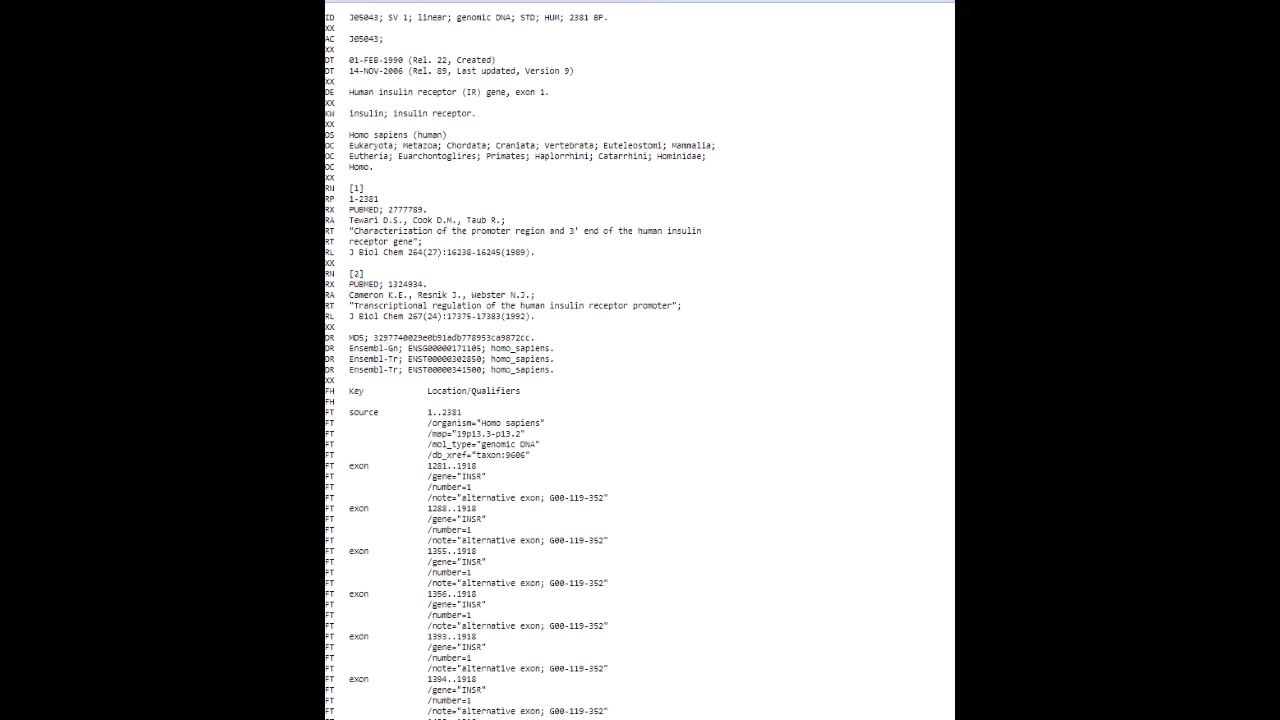 ID   J05043; SV 1; linear; genomic DNA; STD; HUM; 2381 BP.
XX
AC   J05043;
XX
DT   01-FEB-1990 (Rel. 22, Created)
DT   14-NOV-2006 (Rel. 89, Last updated, Version 9)
XX
DE   Human insulin receptor (IR) gene, exon 1.
XX
KW   insulin; insulin receptor.
XX
OS   Homo sapiens (human)
OC   Eukaryota; Metazoa; Chordata; Craniata; Vertebrata; Euteleostomi; Mammalia;
OC   Eutheria; Euarchontoglires; Primates; Haplorrhini; Catarrhini; Hominidae;
OC   Homo.
XX
RN   [1]
RP   1-2381
RX   PUBMED; 2777789.
RA   Tewari D.S., Cook D.M., Taub R.;
RT   "Characterization of the promoter region and 3' end of the human insulin
RT   receptor gene";
RL   J Biol Chem 264(27):16238-16245(1989).
XX
RN   [2]
RX   PUBMED; 1324934.
RA   Cameron K.E., Resnik J., Webster N.J.;
RT   "Transcriptional regulation of the human insulin receptor promoter";
RL   J Biol Chem 267(24):17375-17383(1992).
XX
DR   MD5; 3297740029e0b91adb778953ca9872cc.
DR   Ensembl-Gn; ENSG00000171105; homo_sapiens.
DR   Ensembl-Tr; ENST00000302850; homo_sapiens.
DR   Ensembl-Tr; ENST00000341500; homo_sapiens.
XX
FH   Key             Location/Qualifiers
FH
FT   source          1..2381
FT                   /organism="Homo sapiens"
FT                   /map="19p13.3-p13.2"
FT                   /mol_type="genomic DNA"
FT                   /db_xref="taxon:9606"
FT   exon            1281..1918
FT                   /gene="INSR"
FT                   /number=1
FT                   /note="alternative exon; G00-119-352"
FT   exon            1288..1918
FT                   /gene="INSR"
FT                   /number=1
FT                   /note="alternative exon; G00-119-352"
FT   exon            1355..1918
FT                   /gene="INSR"
FT                   /number=1
FT                   /note="alternative exon; G00-119-352"
FT   exon            1356..1918
FT                   /gene="INSR"
FT                   /number=1
FT                   /note="alternative exon; G00-119-352"
FT   exon            1393..1918
FT                   /gene="INSR"
FT                   /number=1
FT                   /note="alternative exon; G00-119-352"
FT   exon            1394..1918
FT                   /gene="INSR"
FT                   /number=1
FT                   /note="alternative exon; G00-119-352"